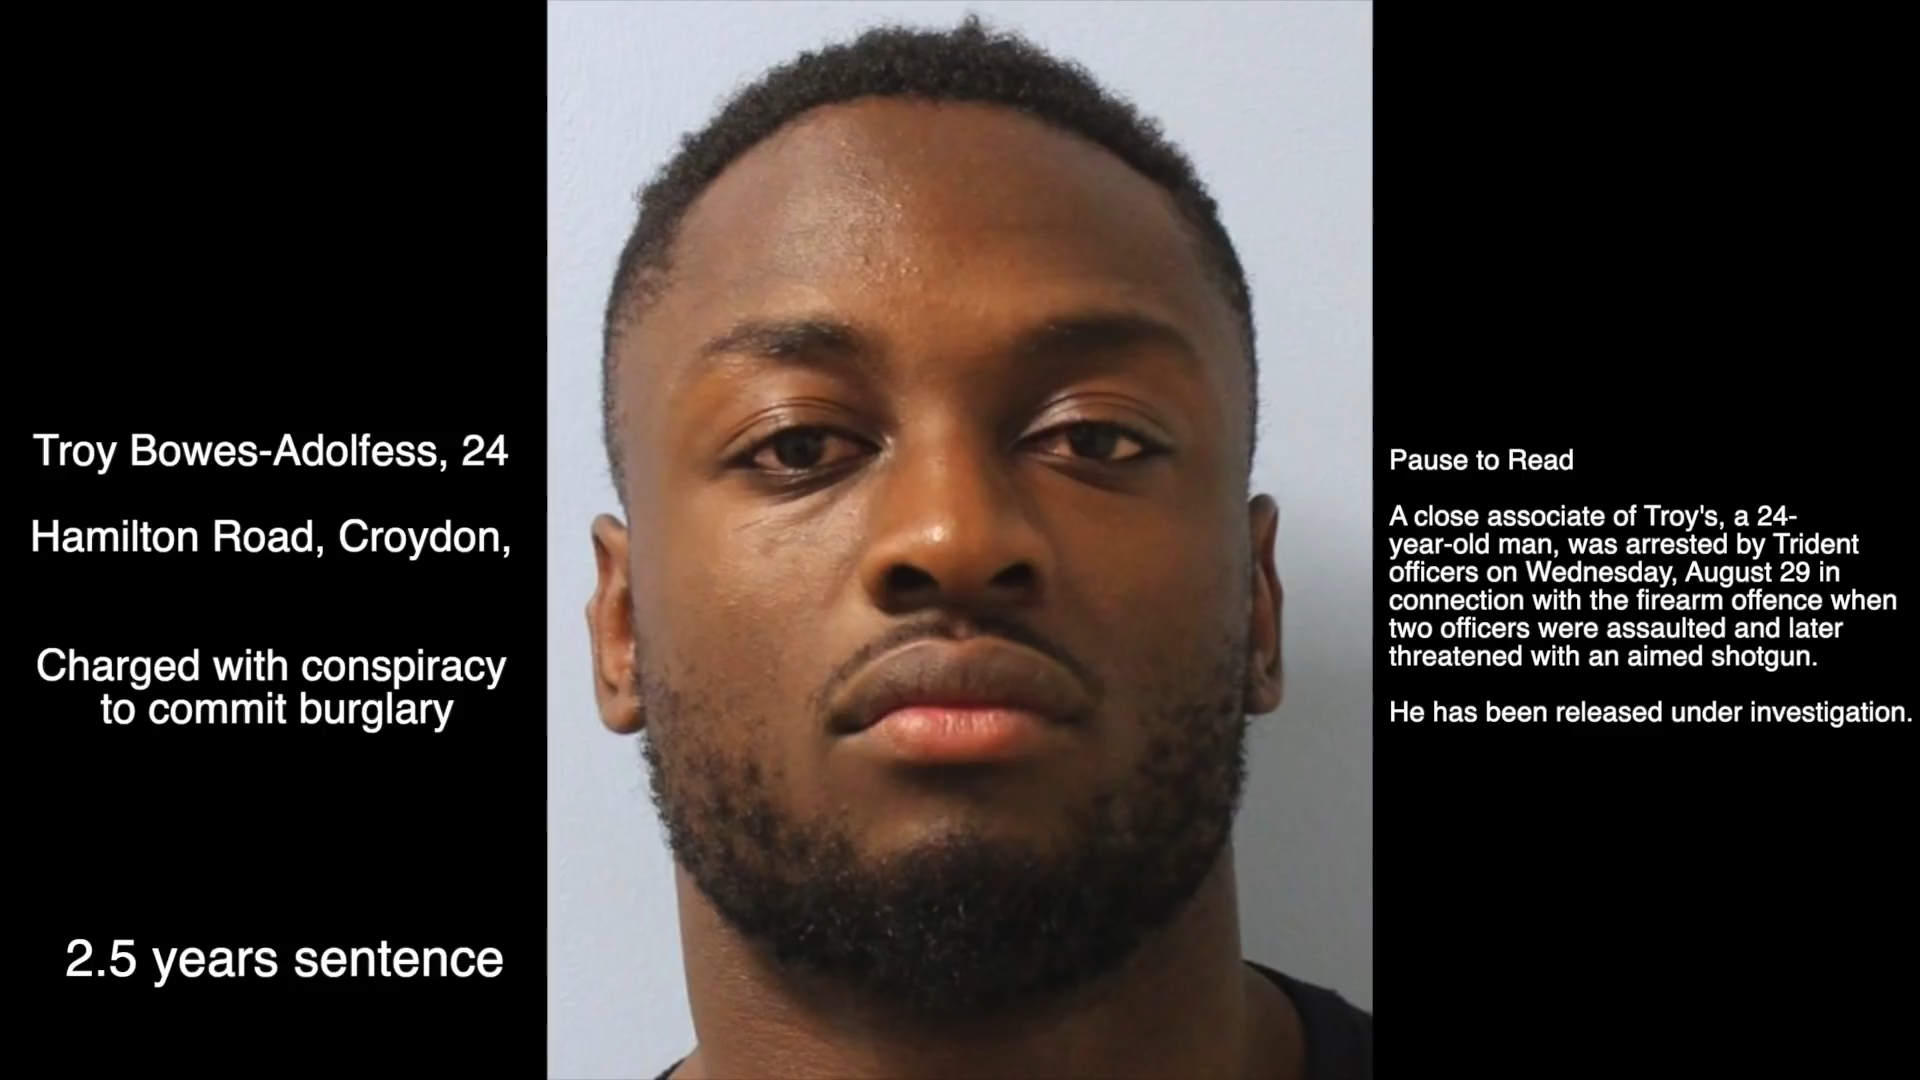 Troy Bowes-Adolfess, 24
Hamilton Road, Croydon,
Charged with conspiracy
to commit burglary
2.5 years sentence
Pause to Read
A close associate of Troy's, a 24-
year-old man, was arrested by Trident
officers on Wednesday, August 29 in
connection with the firearm offence when
two officers were assaulted and later
threatened with an aimed shotgun.
He has been released under investigation.